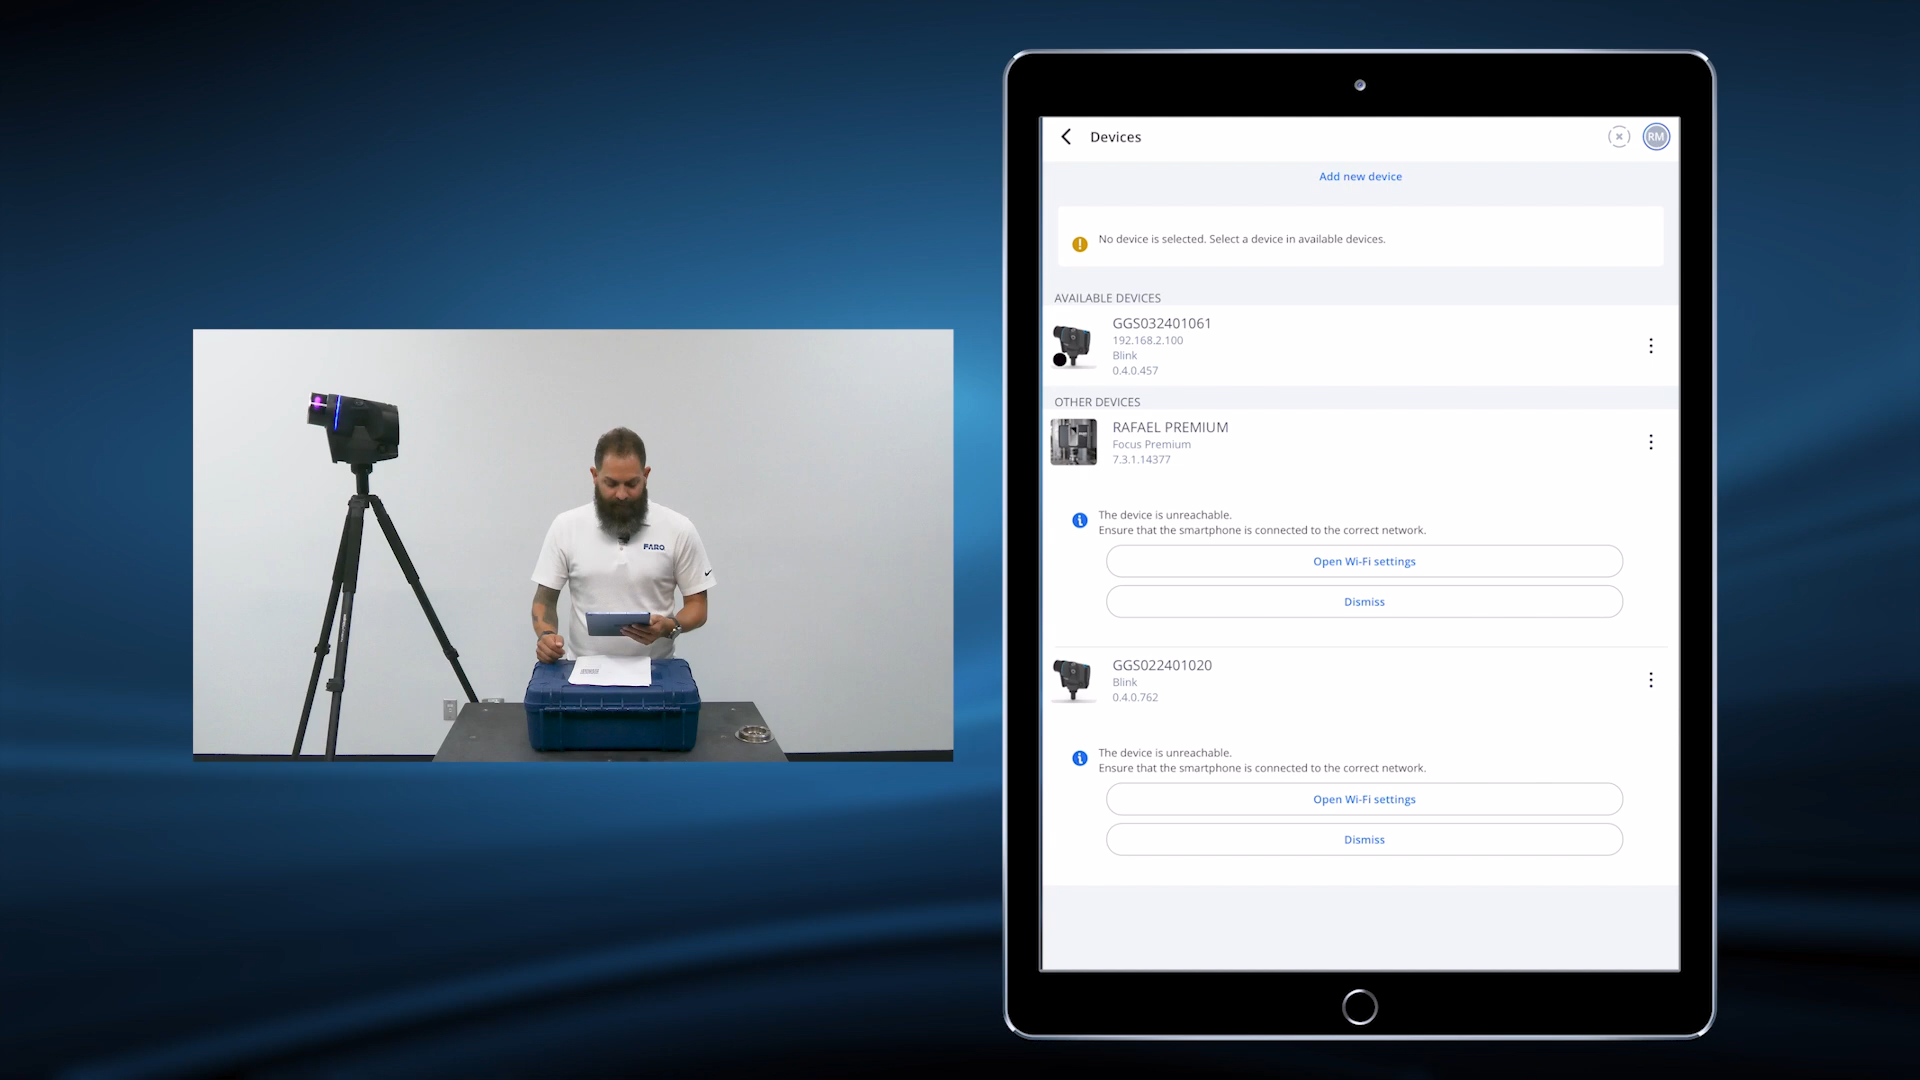 FARO
Devices
RM
Add new device
No device is selected. Select a device in available devices.
AVAILABLE DEVICES
GGS032401061
192.168.2.100
Blink
0.4.0.457
OTHER DEVICES
RAFAEL PREMIUM
Focus Premium
7.3.1.14377
The device is unreachable.
Ensure that the smartphone is connected to the correct network.
Open Wi-Fi settings
Dismiss
GGS022401020
Blink
0.4.0.762
The device is unreachable.
Ensure that the smartphone is connected to the correct network.
Open Wi-Fi settings
Dismiss